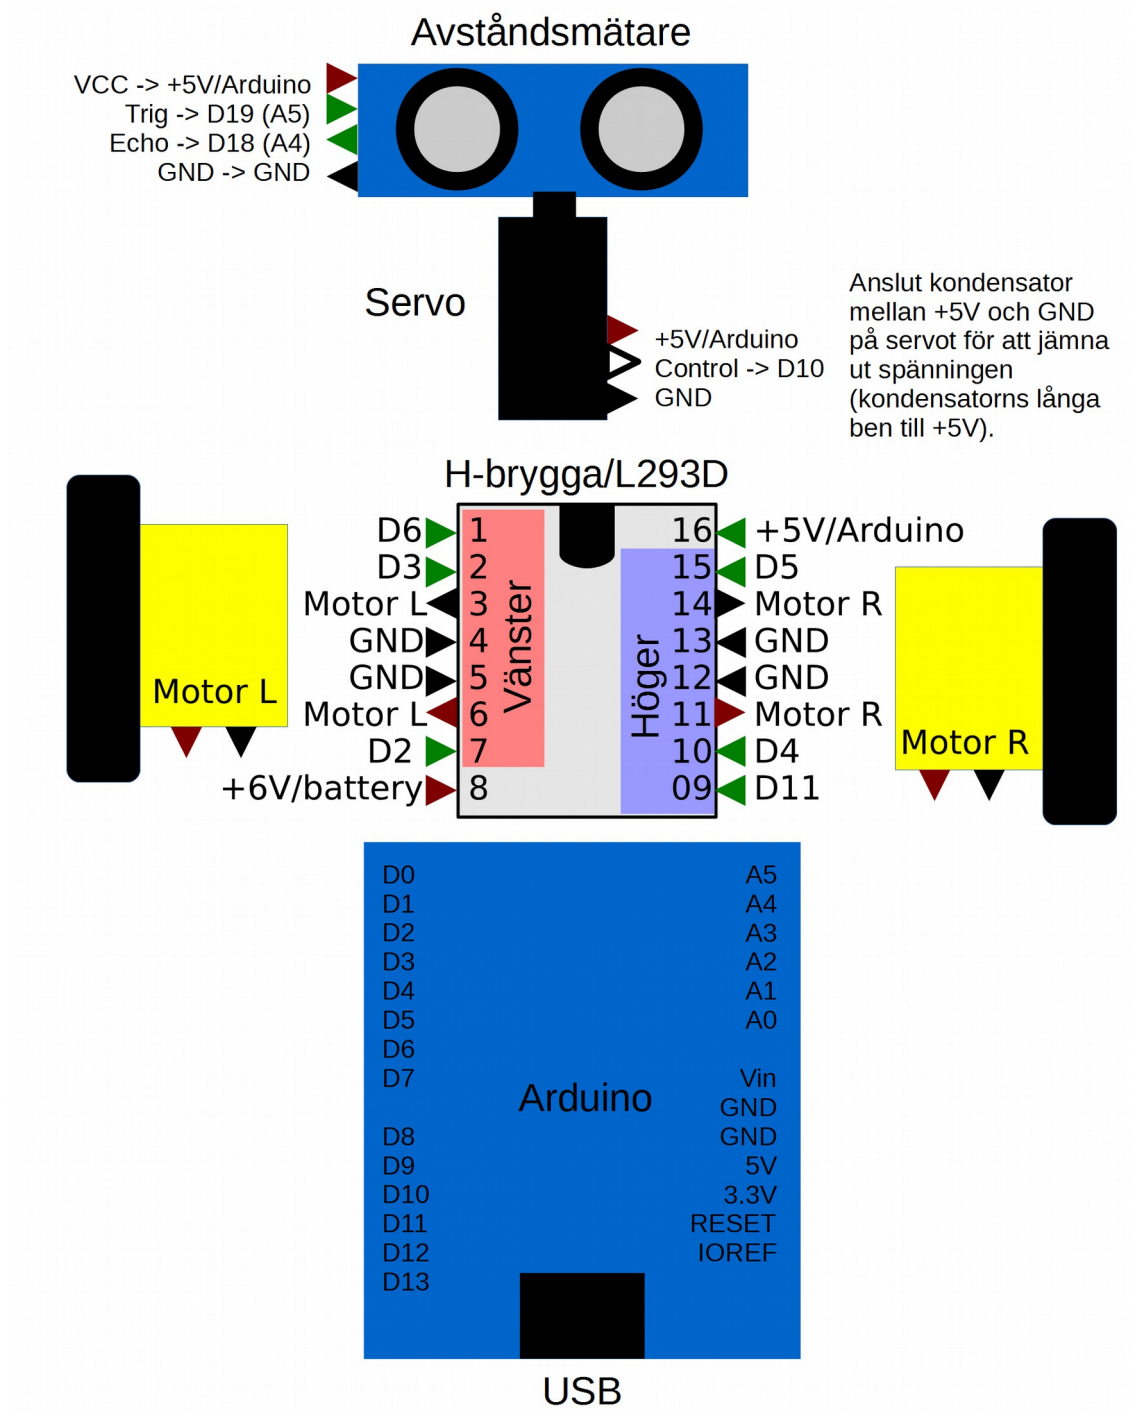 Avståndsmätare
VCC -> +5V/Arduino
Trig -> D19 (A5)
Echo -> D18 (A4)
GND -> GND
Servo
+5V/Arduino
Control -> D10
GND
Anslut kondensator
mellan +5V och GND
på servot för att jämna
ut spänningen
(kondensatorns långa
ben till +5V).
H-brygga/L293D
D6 1 16 +5V/Arduino
D3 2 15 D5
Motor L 3 14 Motor R
GND 4 13 GND
GND 5 12 GND
Motor L 6 11 Motor R
D2 7 10 D4
+6V/battery 8 09 D11
Vänster
Höger
Motor L
Motor R
D0 A5
D1 A4
D2 A3
D3 A2
D4 A1
D5 A0
D6
D7 Vin
Arduino
GND
D8 GND
D9 5V
D10 3.3V
D11 RESET
D12 IOREF
D13
USB